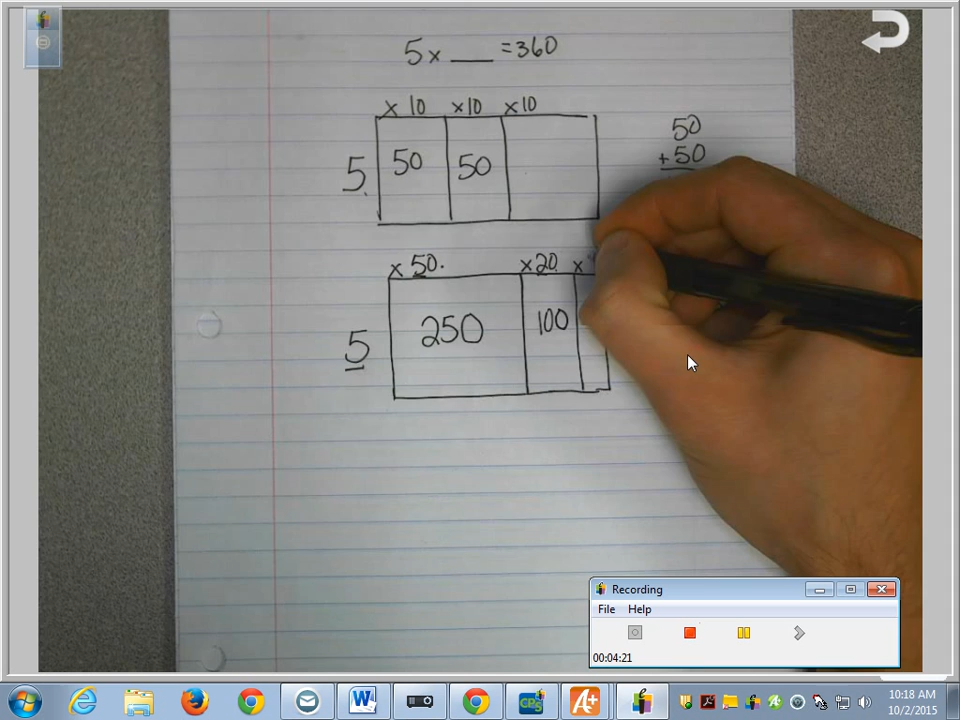 5 x ___ = 360
x 10 x 10 x 10
5. 50 50
50
+ 50
x 50. x 20 x
5 250 100
Recording
File Help
00:04:21
W
CPS
A+
10:18 AM
10/2/2015